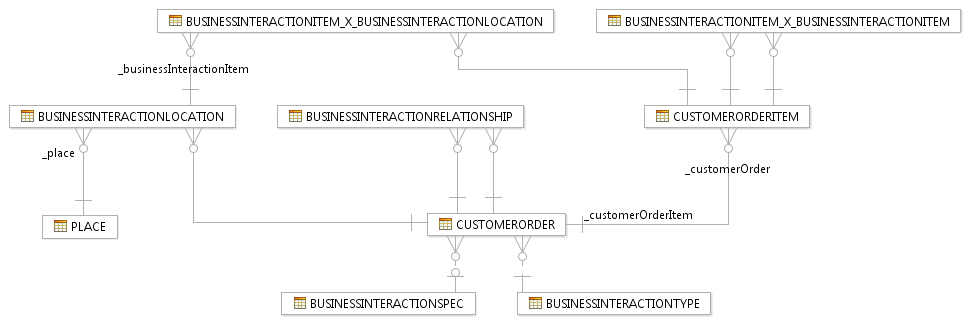 BUSINESSINTERACTIONITEM_X_BUSINESSINTERACTIONLOCATION
BUSINESSINTERACTIONITEM_X_BUSINESSINTERACTIONITEM
_businessInteractionItem
BUSINESSINTERACTIONLOCATION
BUSINESSINTERACTIONRELATIONSHIP
CUSTOMERORDERITEM
_place
_customerOrder
PLACE
CUSTOMERORDER
_customerOrderItem
BUSINESSINTERACTIONSPEC
BUSINESSINTERACTIONTYPE